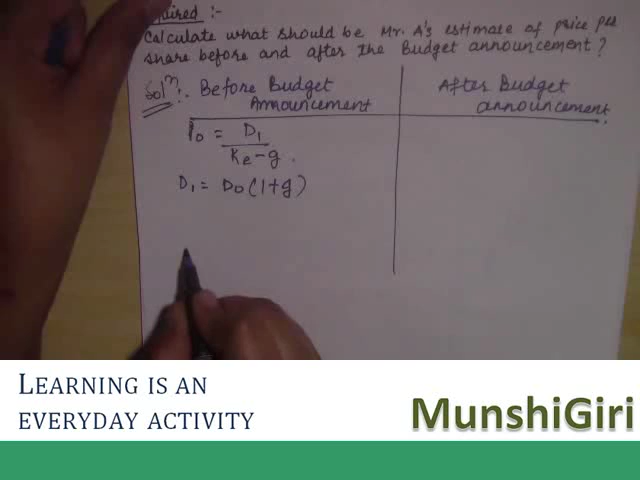 Required :-
Calculate what should be Mr. A's estimate of price per
share before and after the Budget announcement ?
Solⁿ :- Before Budget Announcement
After Budget announcement
P₀ = D₁ / Ke - g .
D₁ = D₀ (1+g)
LEARNING IS AN
EVERYDAY ACTIVITY
MunshiGiri